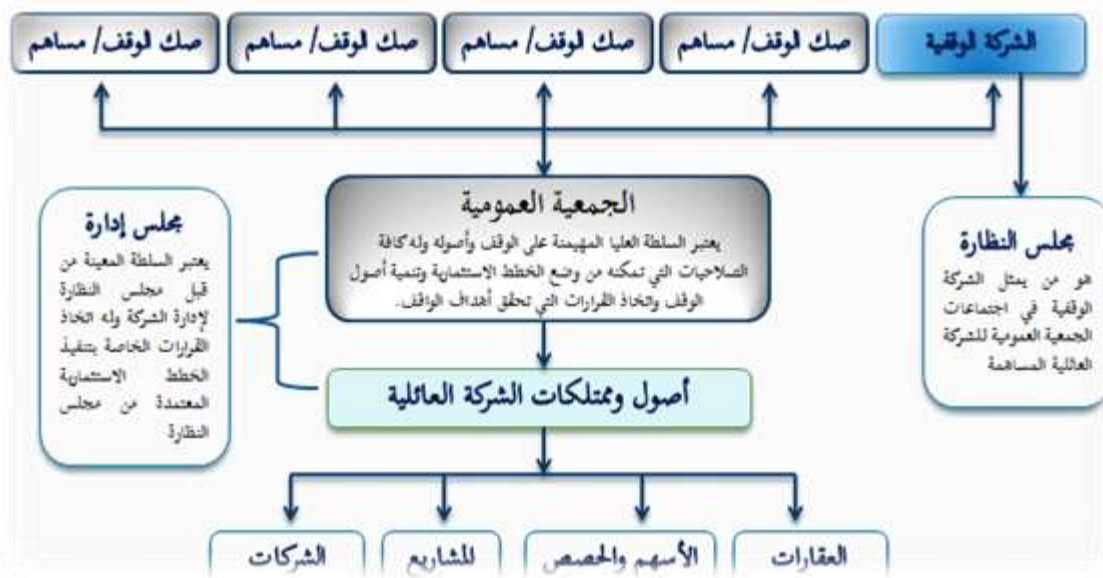 الشركة الوقفية
صك الوقف/ مساهم
صك الوقف/ مساهم
صك الوقف/ مساهم
صك الوقف/ مساهم
الجمعية العمومية
يعتبر السلطة العليا المهيمنة على الوقف وأصوله وله كافة
الصلاحيات التي تمكنه من وضع الخطط الاستثمارية وتنمية أصول
الوقف واتخاذ القرارات التي تحقق أهداف الواقف.
مجلس النظارة
هو من يمثل الشركة
الوقفية في اجتماعات
الجمعية العمومية للشركة
العائلية المساهمة
مجلس إدارة
يعتبر السلطة المعينة من
قبل مجلس النظارة
لإدارة الشركة وله اتخاذ
القرارات الخاصة بتنفيذ
الخطط الاستثمارية
المعتمدة من مجلس
النظارة
أصول وممتلكات الشركة العائلية
العقارات
الأسهم والحصص
المشاريع
الشركات